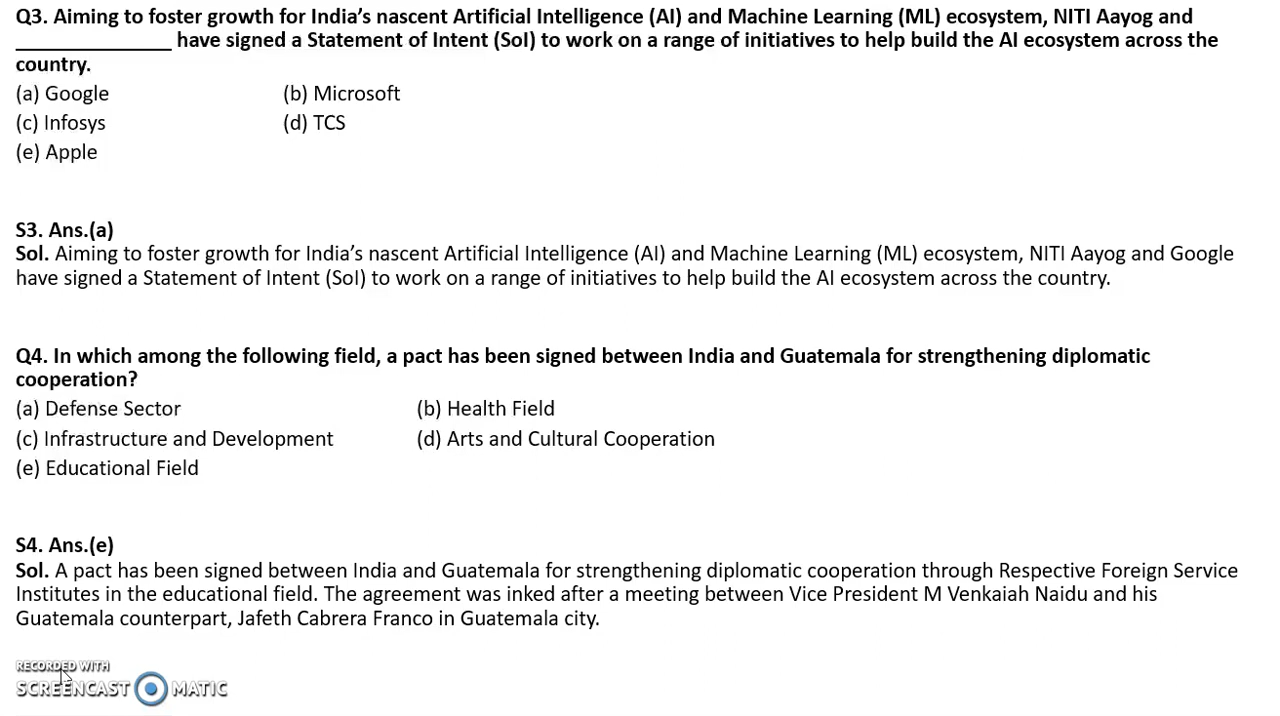 Q3. Aiming to foster growth for India’s nascent Artificial Intelligence (AI) and Machine Learning (ML) ecosystem, NITI Aayog and
______________ have signed a Statement of Intent (SoI) to work on a range of initiatives to help build the AI ecosystem across the
country.
(a) Google (b) Microsoft
(c) Infosys (d) TCS
(e) Apple
S3. Ans.(a)
Sol. Aiming to foster growth for India’s nascent Artificial Intelligence (AI) and Machine Learning (ML) ecosystem, NITI Aayog and Google
have signed a Statement of Intent (SoI) to work on a range of initiatives to help build the AI ecosystem across the country.
Q4. In which among the following field, a pact has been signed between India and Guatemala for strengthening diplomatic
cooperation?
(a) Defense Sector (b) Health Field
(c) Infrastructure and Development (d) Arts and Cultural Cooperation
(e) Educational Field
S4. Ans.(e)
Sol. A pact has been signed between India and Guatemala for strengthening diplomatic cooperation through Respective Foreign Service
Institutes in the educational field. The agreement was inked after a meeting between Vice President M Venkaiah Naidu and his
Guatemala counterpart, Jafeth Cabrera Franco in Guatemala city.
RECORDED WITH
SCREENCAST MATIC